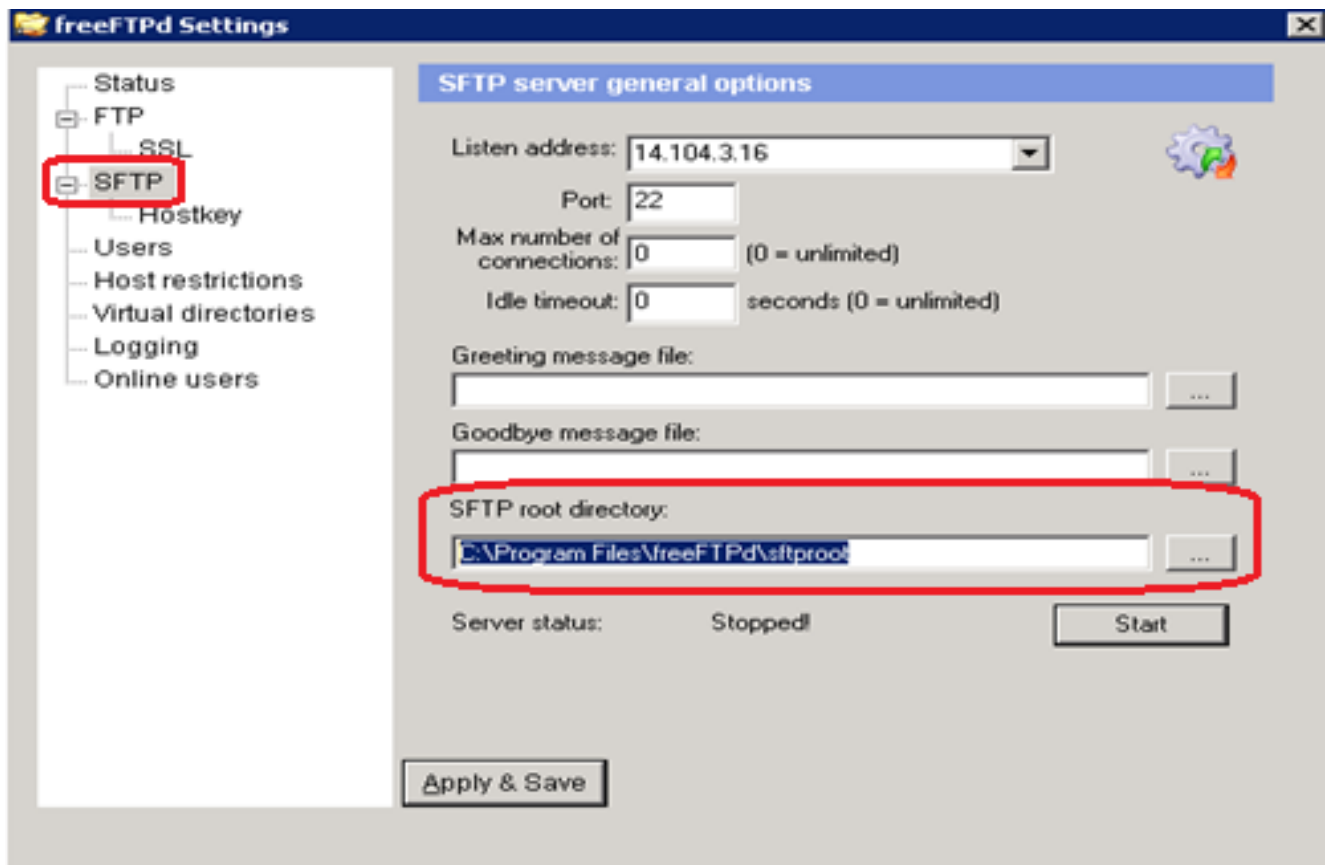 freeFTPd Settings
Status
FTP
SSL
SFTP
Hostkey
Users
Host restrictions
Virtual directories
Logging
Online users
SFTP server general options
Listen address: 14.104.3.16
Port: 22
Max number of
connections: 0 (0 = unlimited)
Idle timeout: 0 seconds (0 = unlimited)
Greeting message file:
...
Goodbye message file:
...
SFTP root directory:
C:\Program Files\freeFTPd\sftproot ...
Server status: Stopped! Start
Apply & Save